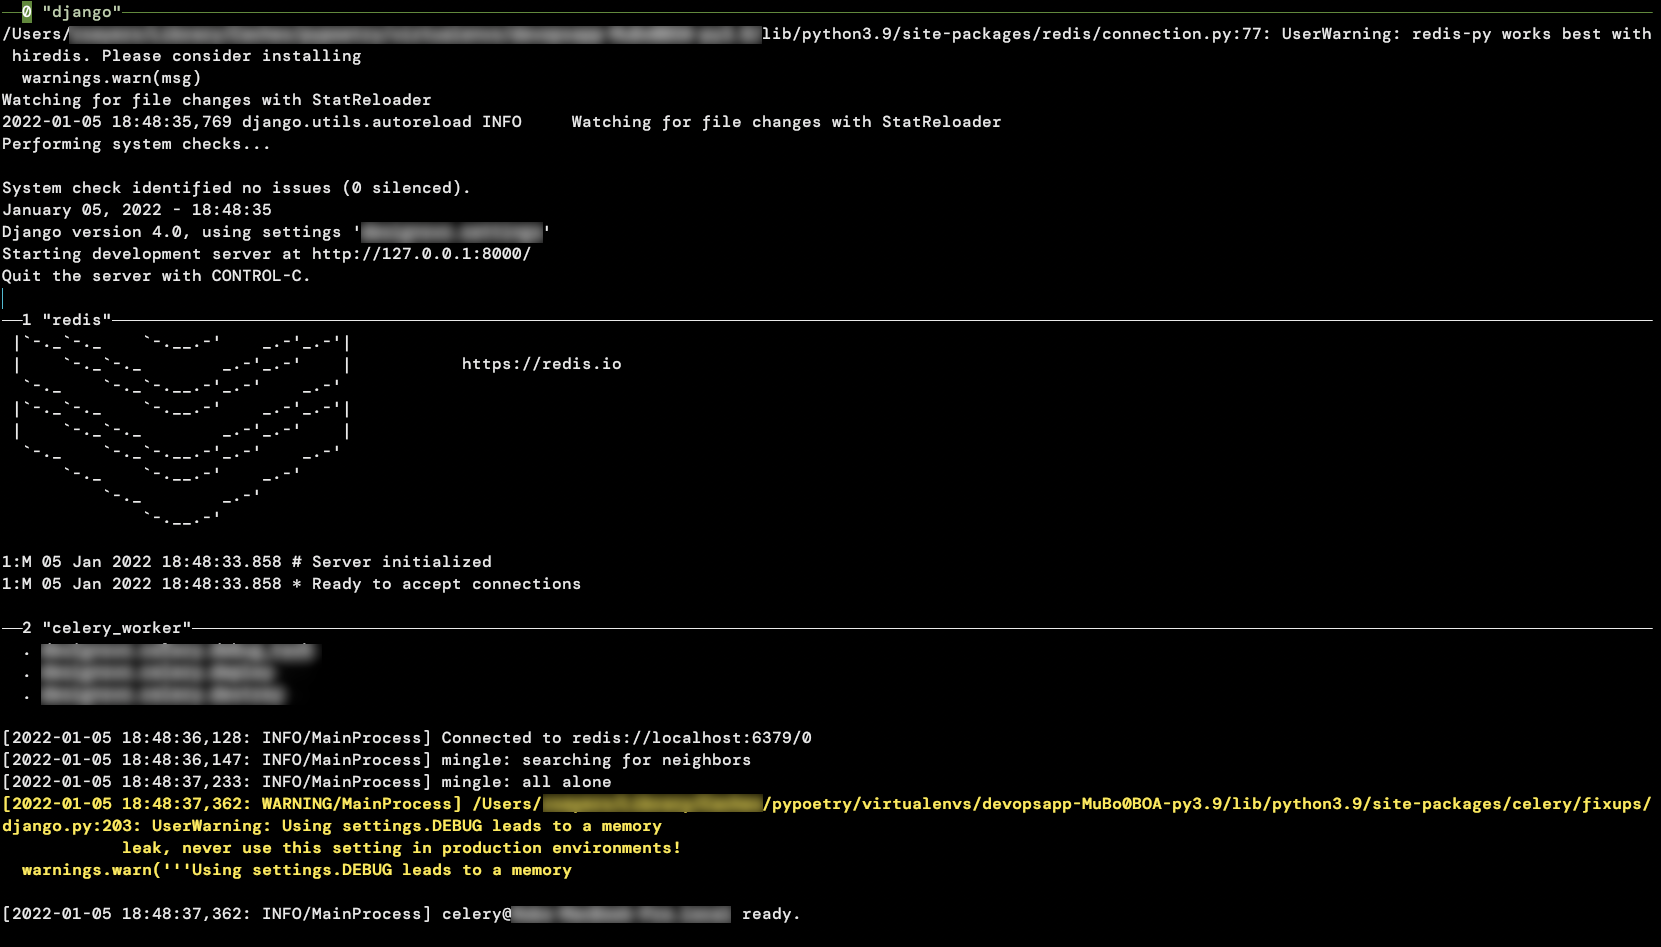 0 "django"
/Users/ lib/python3.9/site-packages/redis/connection.py:77: UserWarning: redis-py works best with
hiredis. Please consider installing
warnings.warn(msg)
Watching for file changes with StatReloader
2022-01-05 18:48:35,769 django.utils.autoreload INFO     Watching for file changes with StatReloader
Performing system checks...
System check identified no issues (0 silenced).
January 05, 2022 - 18:48:35
Django version 4.0, using settings ' '
Starting development server at http://127.0.0.1:8000/
Quit the server with CONTROL-C.
1 "redis"
https://redis.io
1:M 05 Jan 2022 18:48:33.858 # Server initialized
1:M 05 Jan 2022 18:48:33.858 * Ready to accept connections
2 "celery_worker"
[2022-01-05 18:48:36,128: INFO/MainProcess] Connected to redis://localhost:6379/0
[2022-01-05 18:48:36,147: INFO/MainProcess] mingle: searching for neighbors
[2022-01-05 18:48:37,233: INFO/MainProcess] mingle: all alone
[2022-01-05 18:48:37,362: WARNING/MainProcess] /Users/ /pypoetry/virtualenvs/devopsapp-MuBo0BOA-py3.9/lib/python3.9/site-packages/celery/fixups/
django.py:203: UserWarning: Using settings.DEBUG leads to a memory
leak, never use this setting in production environments!
warnings.warn('''Using settings.DEBUG leads to a memory
[2022-01-05 18:48:37,362: INFO/MainProcess] celery@ ready.